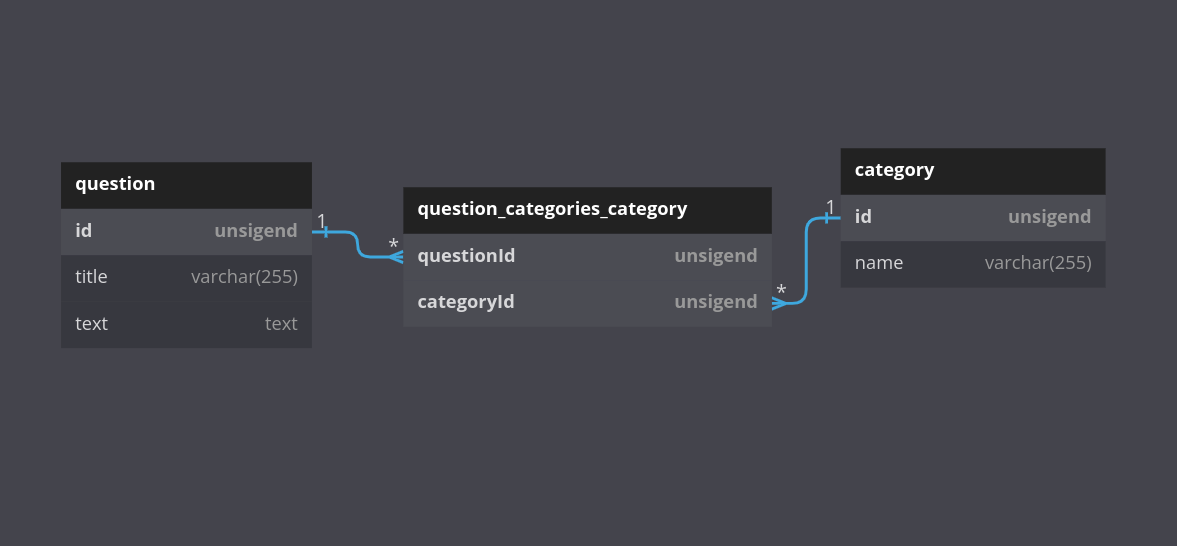 question
id unsigend
title varchar(255)
text text
1
*
question_categories_category
questionId unsigend
categoryId unsigend
*
1
category
id unsigend
name varchar(255)